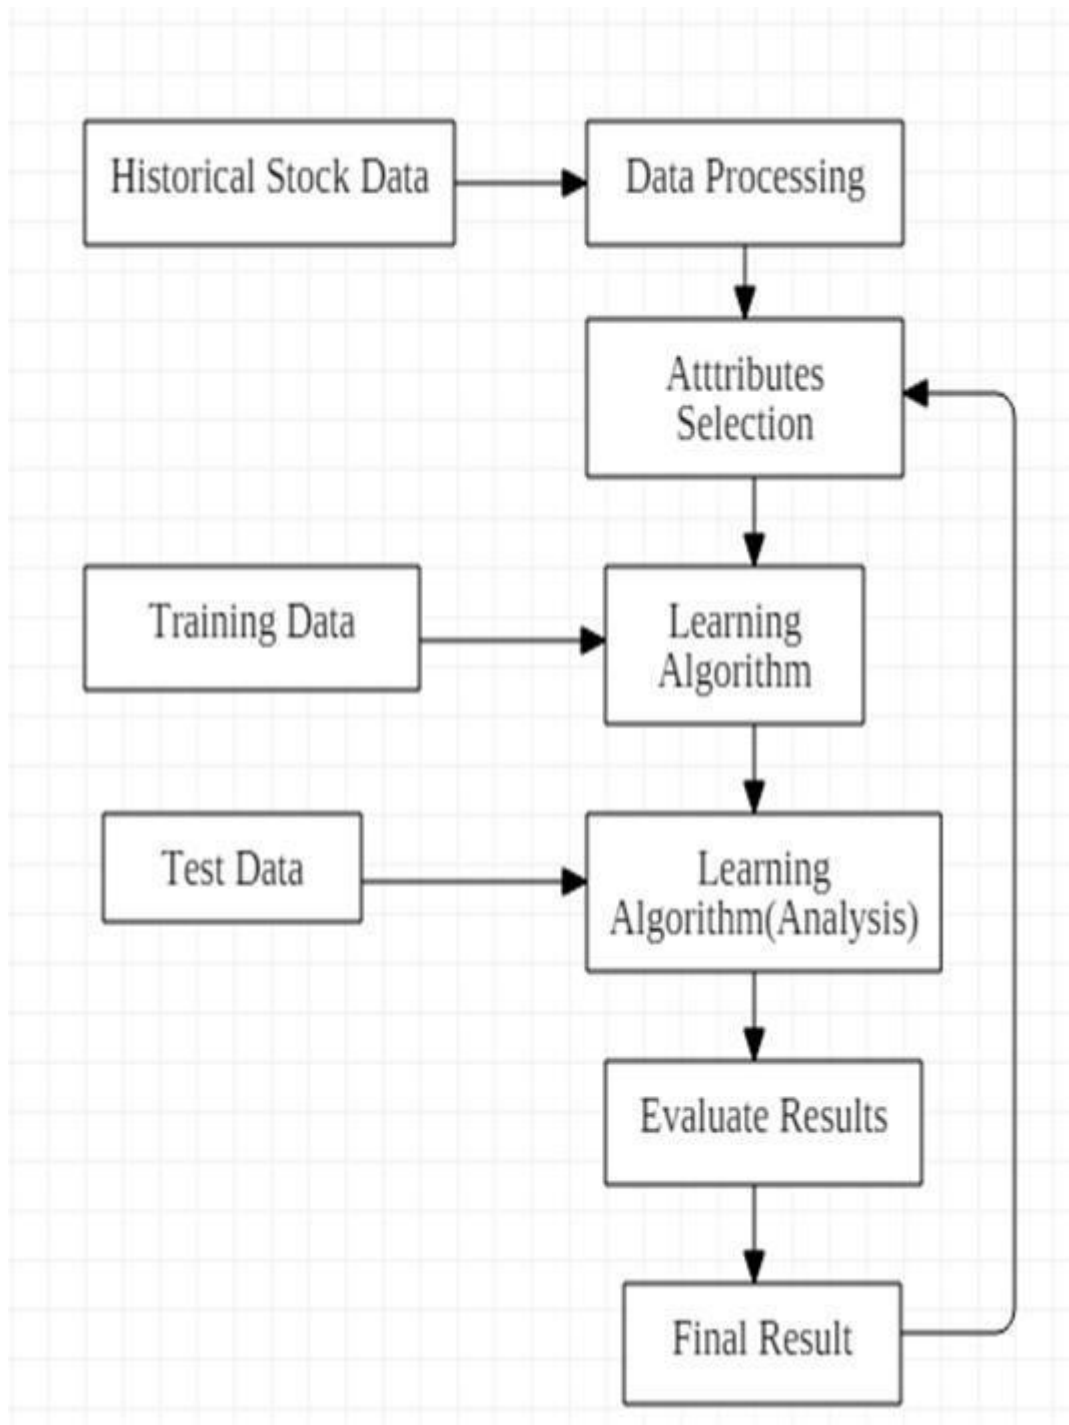 Historical Stock Data
Data Processing
Atttributes
Selection
Training Data
Learning
Algorithm
Test Data
Learning
Algorithm(Analysis)
Evaluate Results
Final Result